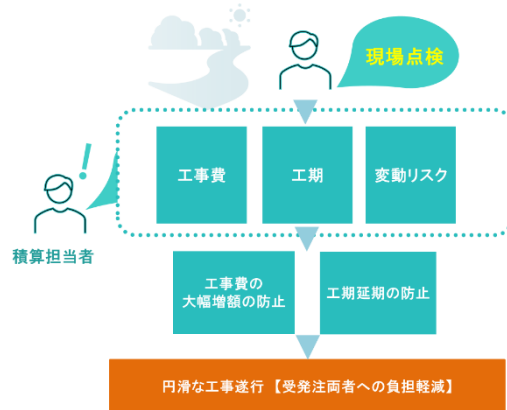 現場点検
工事費
工期
変動リスク
積算担当者
工事費の
大幅増額の防止
工期延期の防止
円滑な工事遂行【受発注両者への負担軽減】